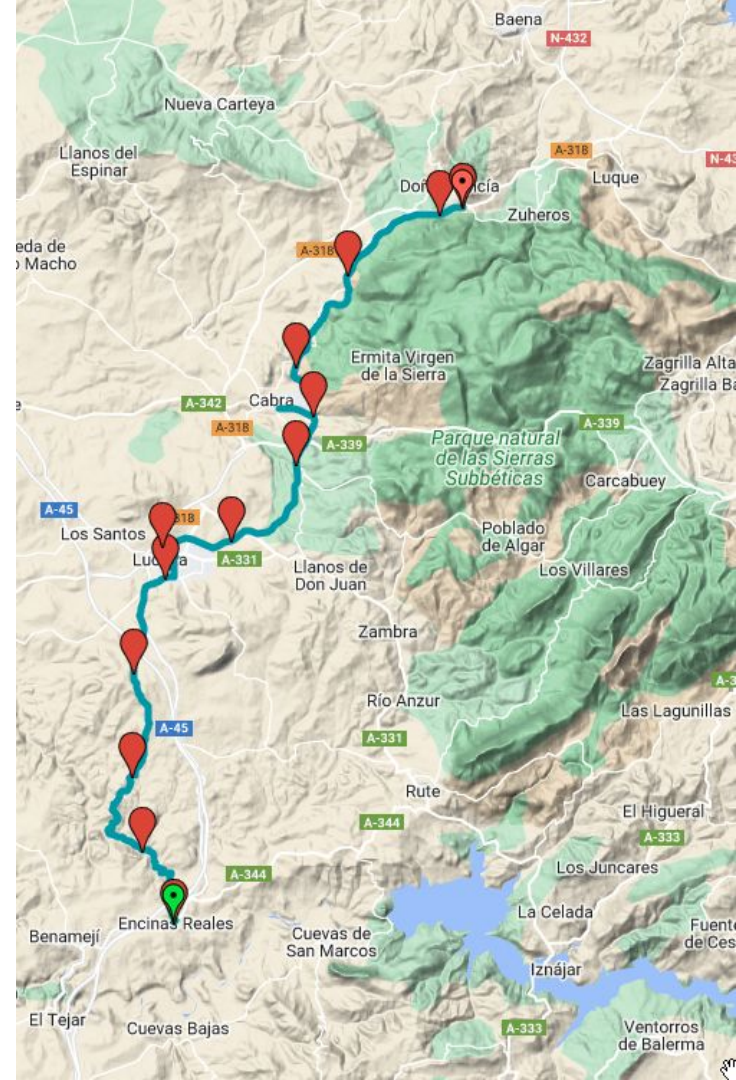 Baena
N-432
Nueva Carteya
Llanos del
Espinar
A-318
N-43
Luque
Zuheros
eda de
o Macho
A-318
Ermita Virgen
de la Sierra
Zagrilla Alta
Zagrilla Ba
Cabra
A-342
A-318
A-339
A-339
Parque natural
de las Sierras
Subbéticas
Carcabuey
A-45
Los Santos
318
Poblado
de Algar
A-331
Llanos de
Don Juan
Los Villares
Zambra
A-3
Río Anzur
Las Lagunillas
A-45
A-331
Rute
El Higueral
A-344
A-333
Los Juncares
A-344
La Celada
Encinas Reales
Benamejí
Cuevas de
San Marcos
Fuente
de Ces
Iznájar
El Tejar
Cuevas Bajas
A-333
Ventorros
de Balerma